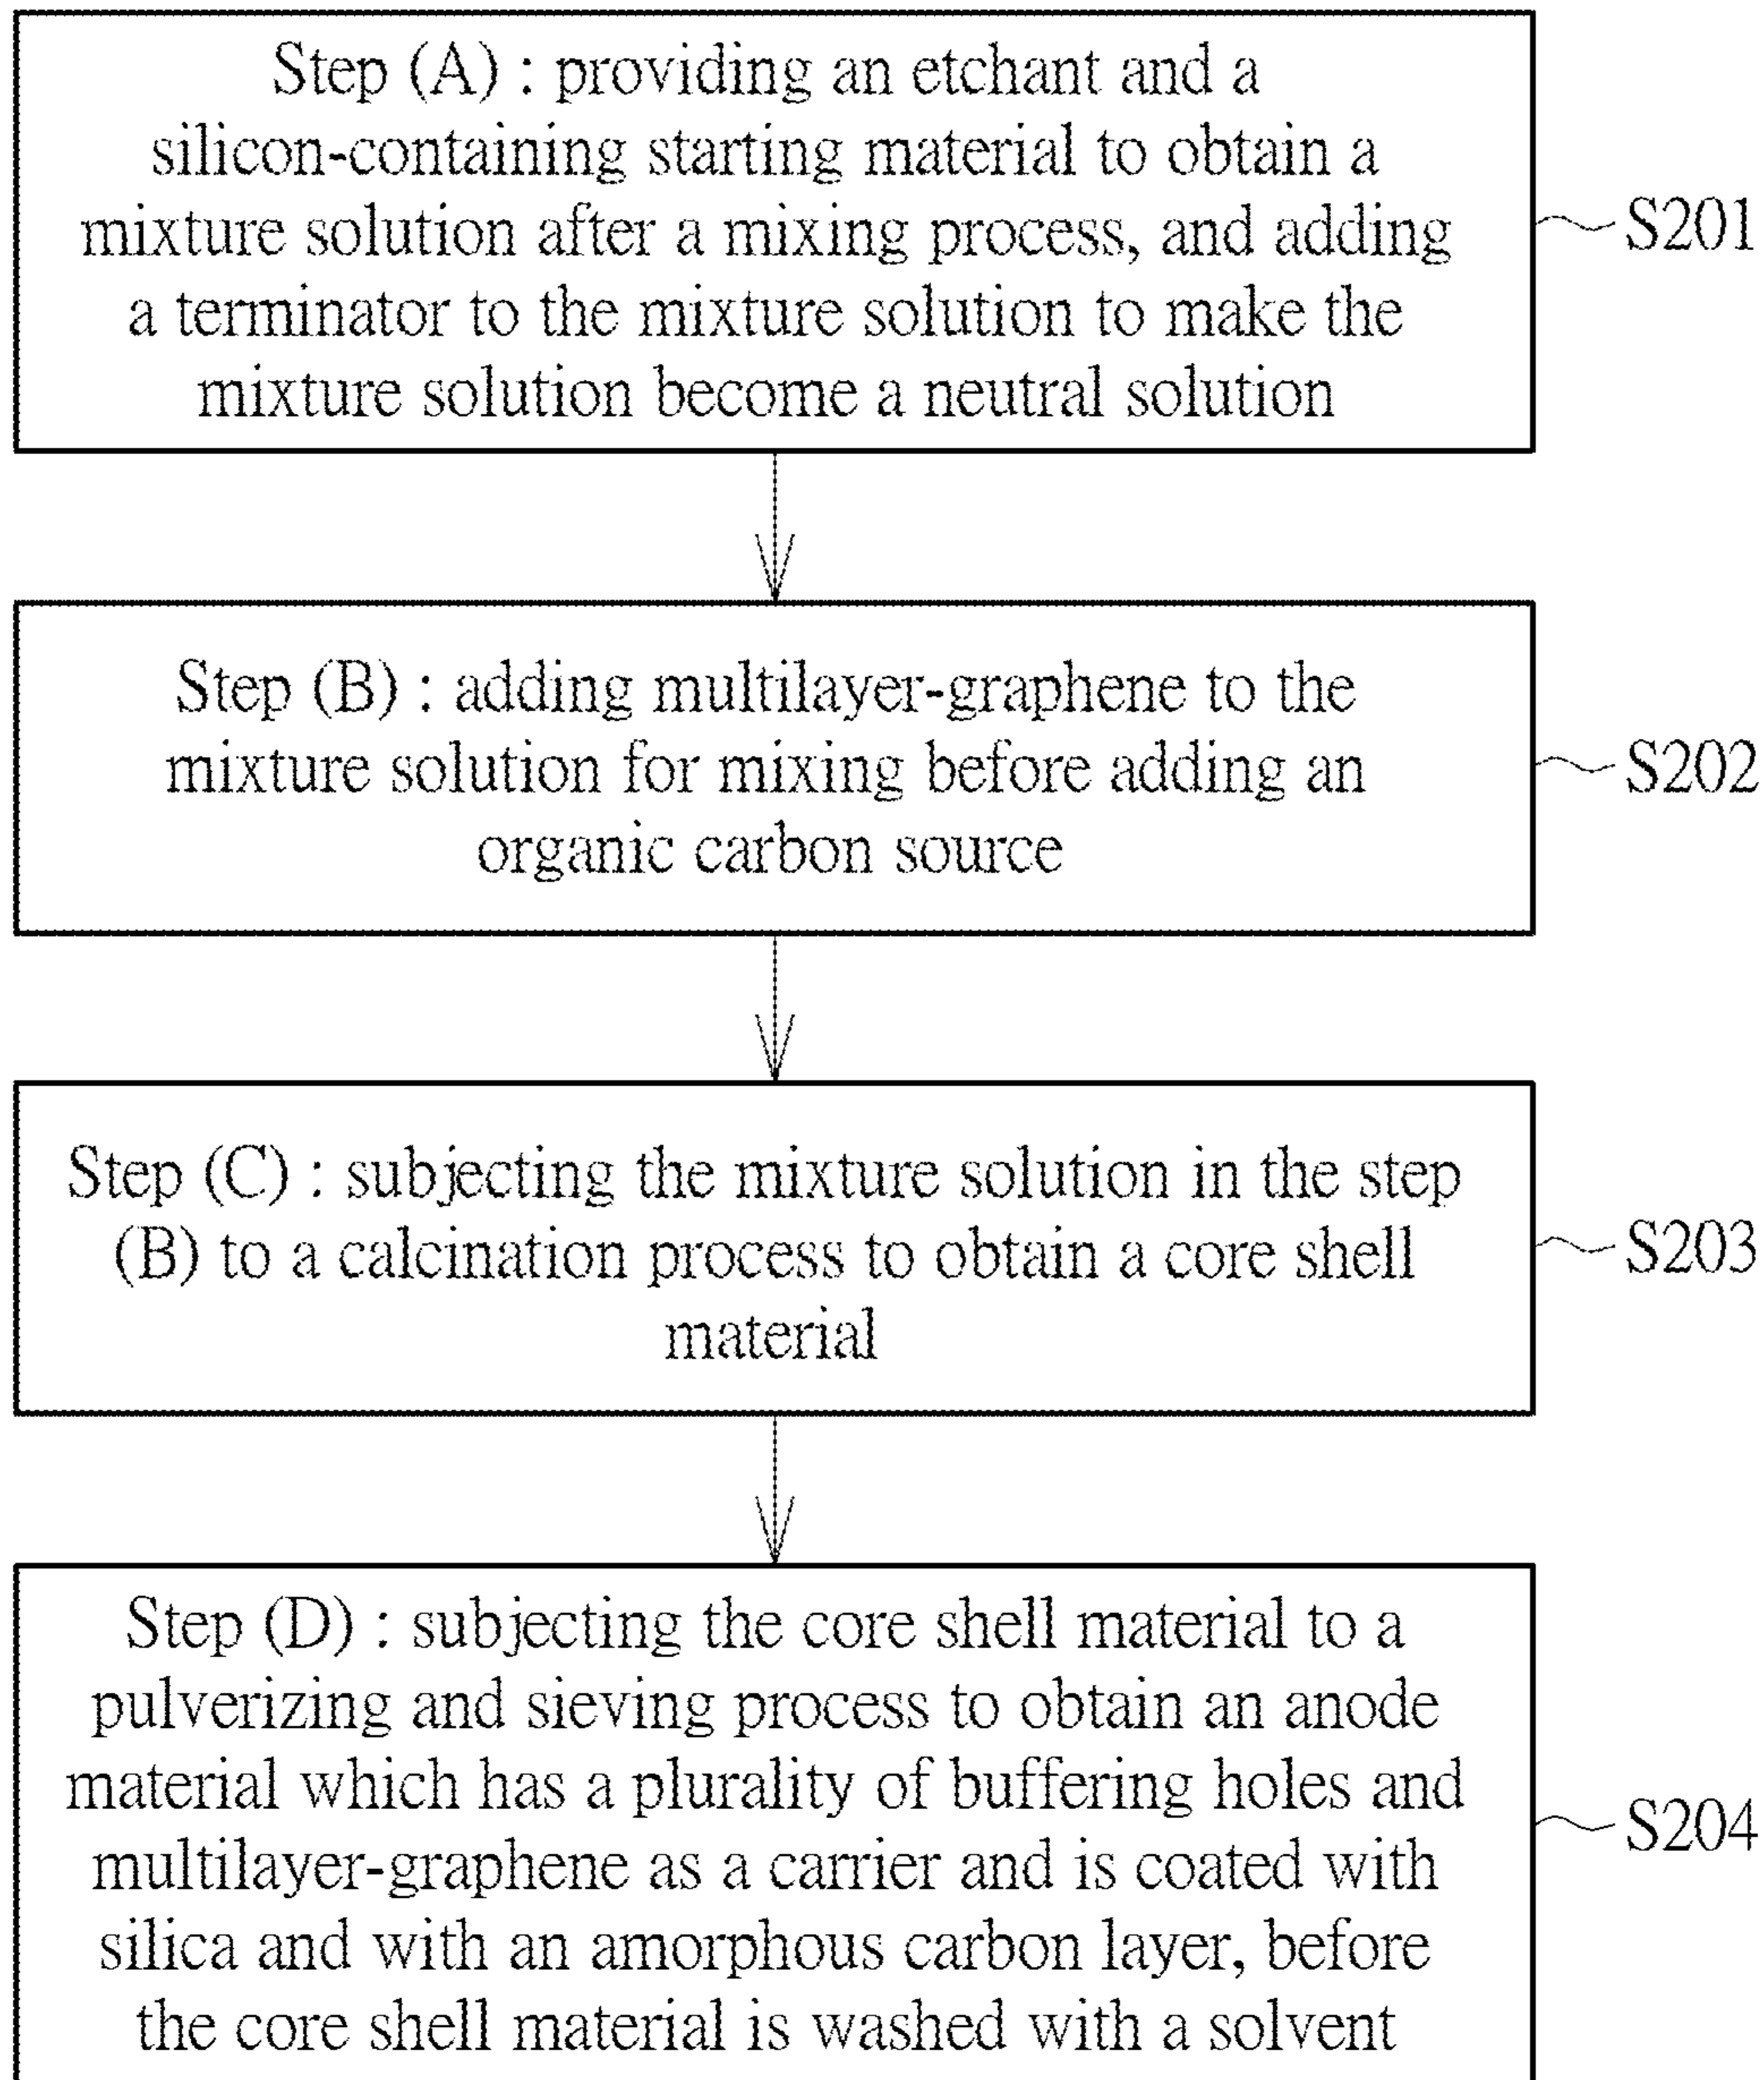 Step (A) : providing an etchant and a
silicon-containing starting material to obtain a
mixture solution after a mixing process, and adding
a terminator to the mixture solution to make the
mixture solution become a neutral solution
S201
Step (B) : adding multilayer-graphene to the
mixture solution for mixing before adding an
organic carbon source
S202
Step (C) : subjecting the mixture solution in the step
(B) to a calcination process to obtain a core shell
material
S203
Step (D) : subjecting the core shell material to a
pulverizing and sieving process to obtain an anode
material which has a plurality of buffering holes and
multilayer-graphene as a carrier and is coated with
silica and with an amorphous carbon layer, before
the core shell material is washed with a solvent
S204